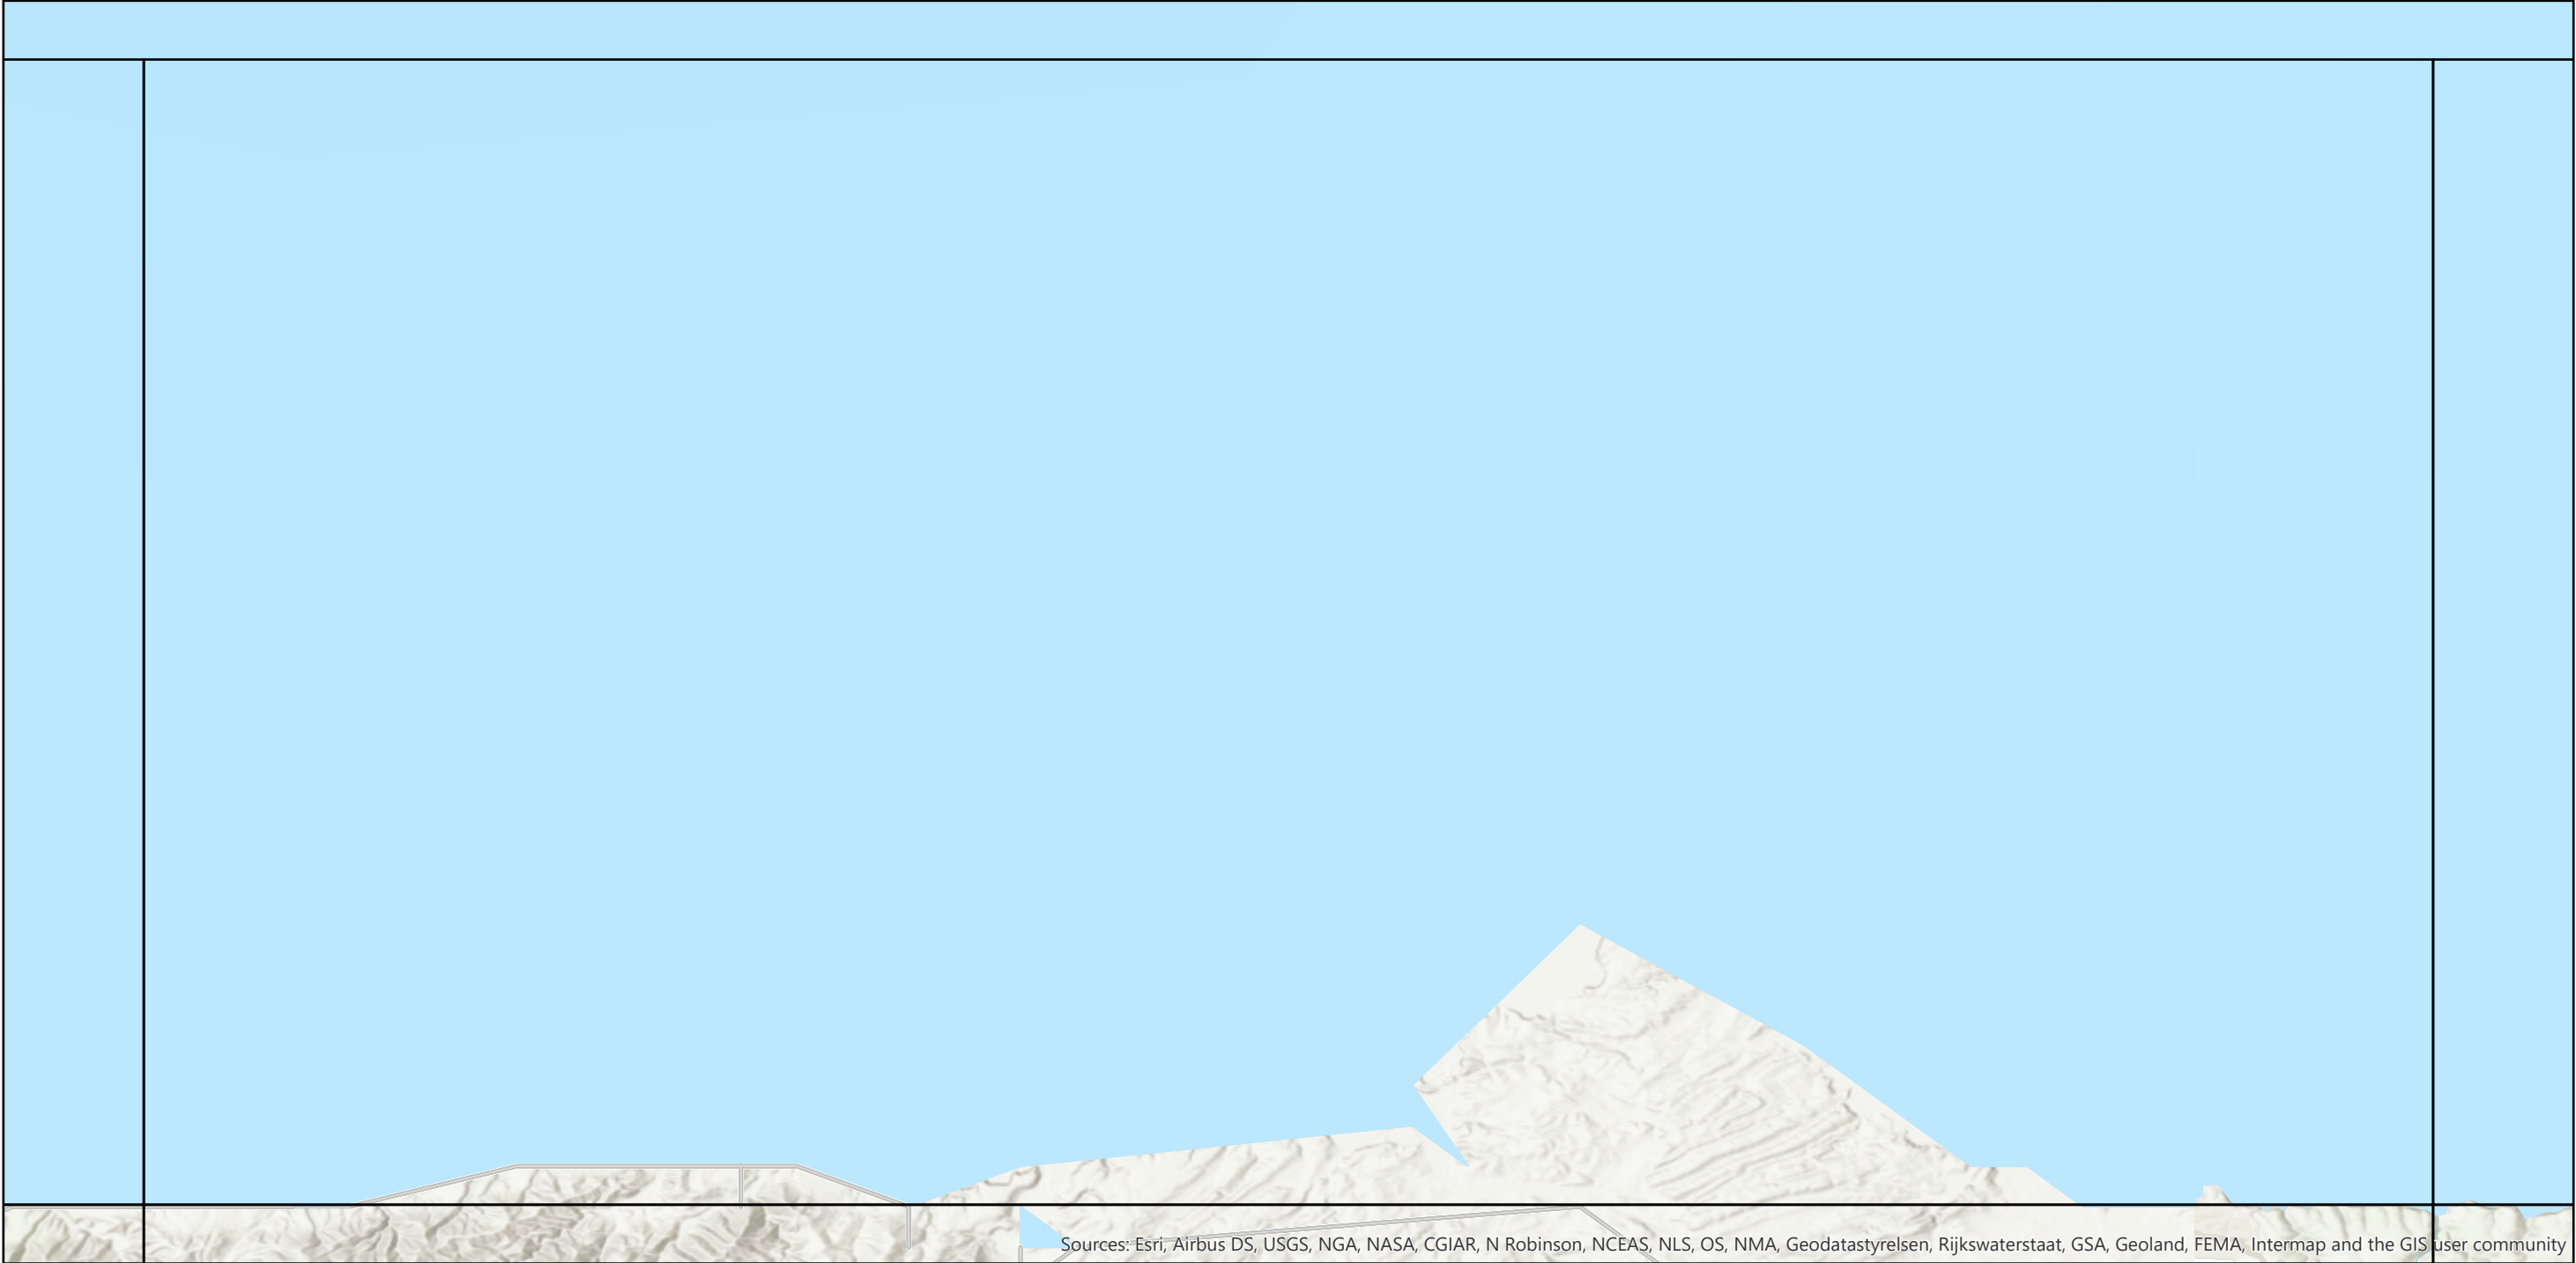 Sources: Esri, Airbus DS, USGS, NGA, NASA, CGIAR, N Robinson, NCEAS, NLS, OS, NMA, Geodatastyrelsen, Rijkswaterstaat, GSA, Geoland, FEMA, Intermap and the GIS user community